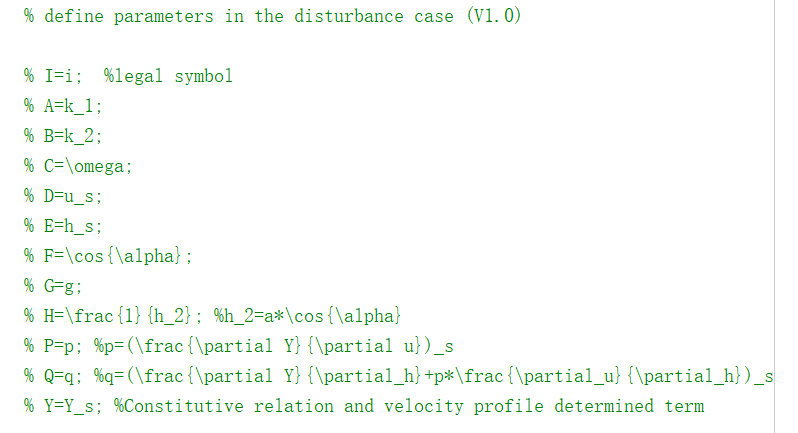 % define parameters in the disturbance case (V1.0)
% I=i;  %legal symbol
% A=k_1;
% B=k_2;
% C=\omega;
% D=u_s;
% E=h_s;
% F=\cos{\alpha};
% G=g;
% H=\frac{1}{h_2}; %h_2=a*\cos{\alpha}
% P=p; %p=(\frac{\partial Y}{\partial u})_s
% Q=q; %q=(\frac{\partial Y}{\partial_h}+p*\frac{\partial_u}{\partial_h})_s
% Y=Y_s; %Constitutive relation and velocity profile determined term